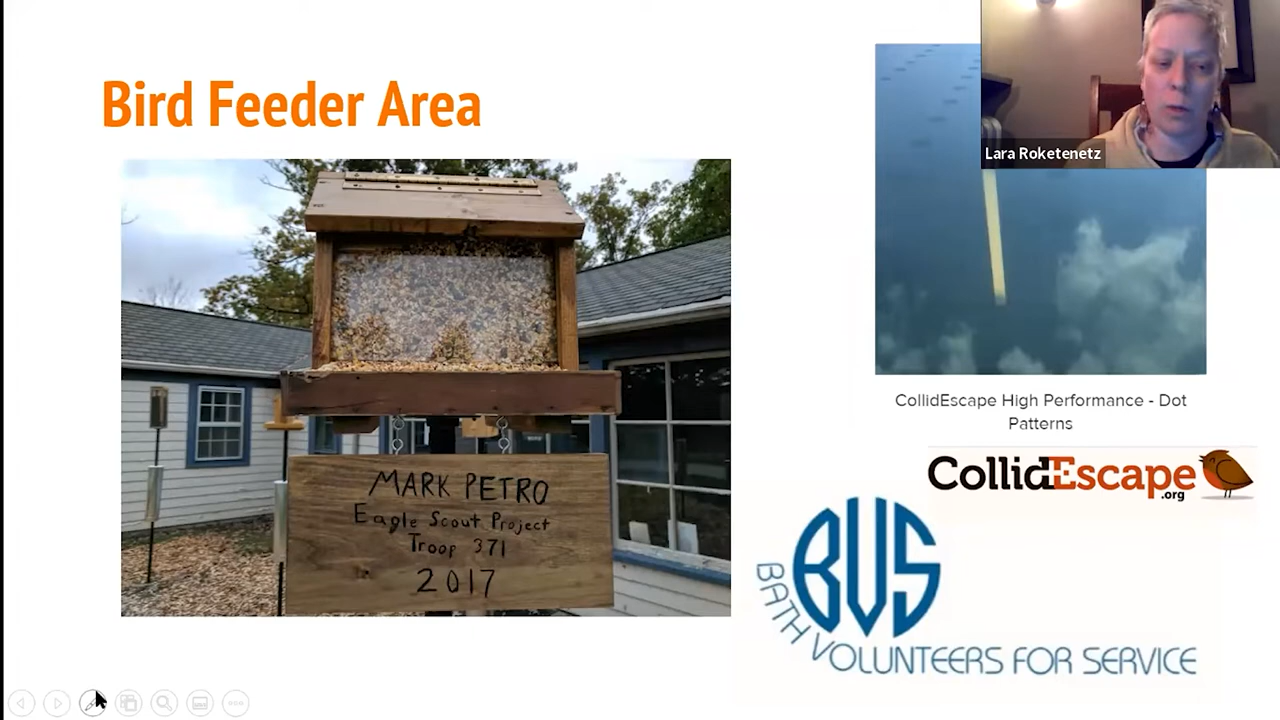 Bird Feeder Area
MARK PETRO
Eagle Scout Project
Troop 371
2017
Lara Roketenetz
CollidEscape High Performance - Dot
Patterns
CollidEscape
.org
BVS
BATH VOLUNTEERS FOR SERVICE